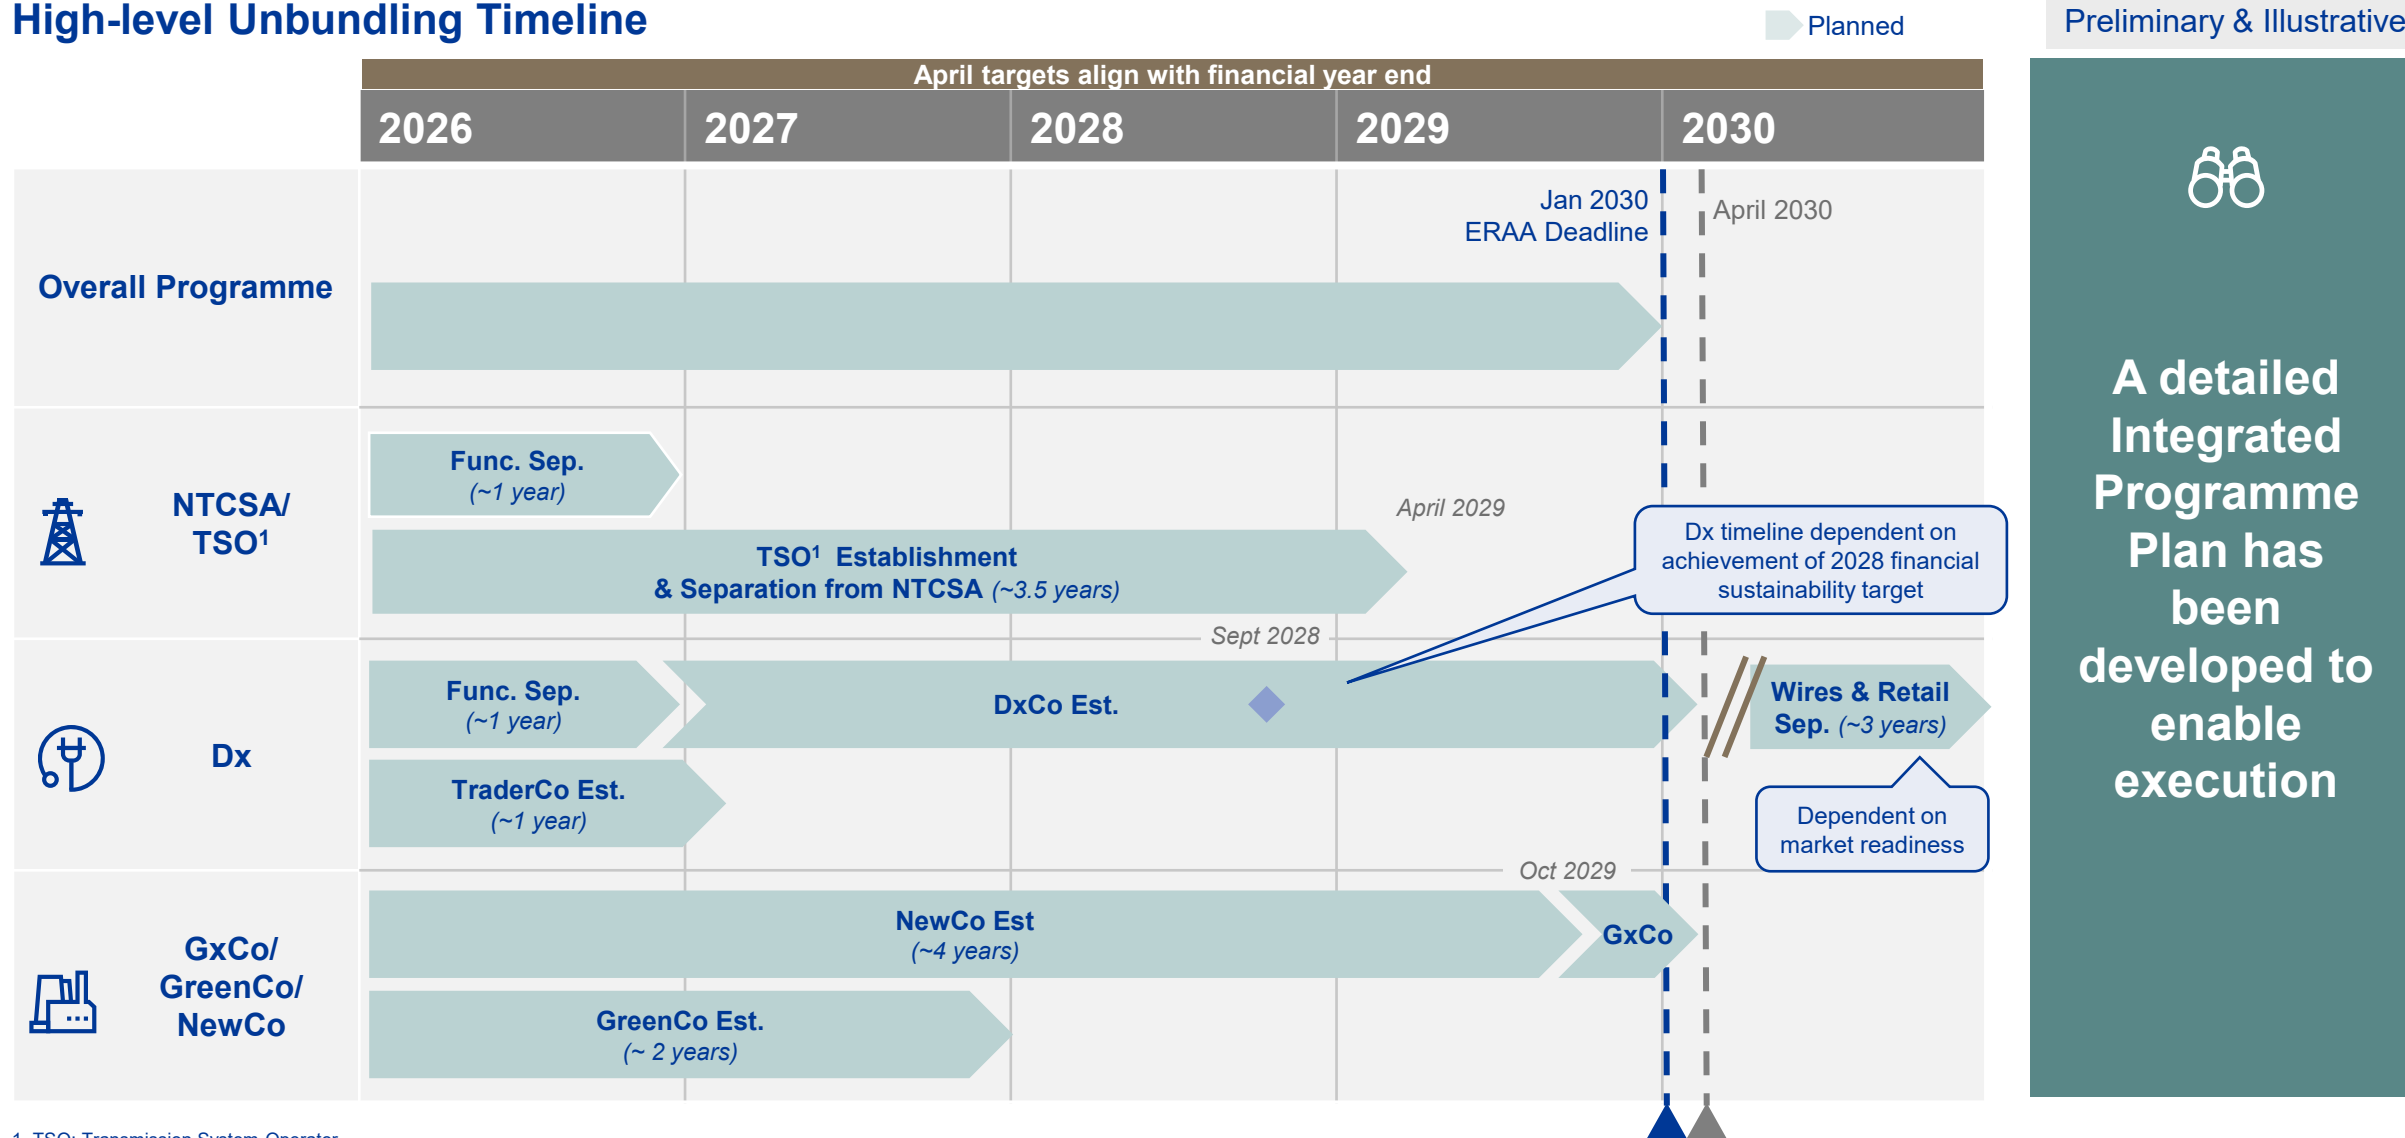 High-level Unbundling Timeline
Planned
Preliminary & Illustrative
April targets align with financial year end
2026
2027
2028
2029
2030
Jan 2030
ERAA Deadline
April 2030
Overall Programme
NTCSA/
TSO¹
Func. Sep.
(~1 year)
April 2029
TSO¹ Establishment
& Separation from NTCSA (~3.5 years)
Dx timeline dependent on
achievement of 2028 financial
sustainability target
Sept 2028
Dx
Func. Sep.
(~1 year)
DxCo Est.
Wires & Retail
Sep. (~3 years)
TraderCo Est.
(~1 year)
Dependent on
market readiness
Oct 2029
GxCo/
GreenCo/
NewCo
NewCo Est
(~4 years)
GxCo
GreenCo Est.
(~ 2 years)
A detailed
Integrated
Programme
Plan has
been
developed to
enable
execution
1. TSO: Transmission System Operator